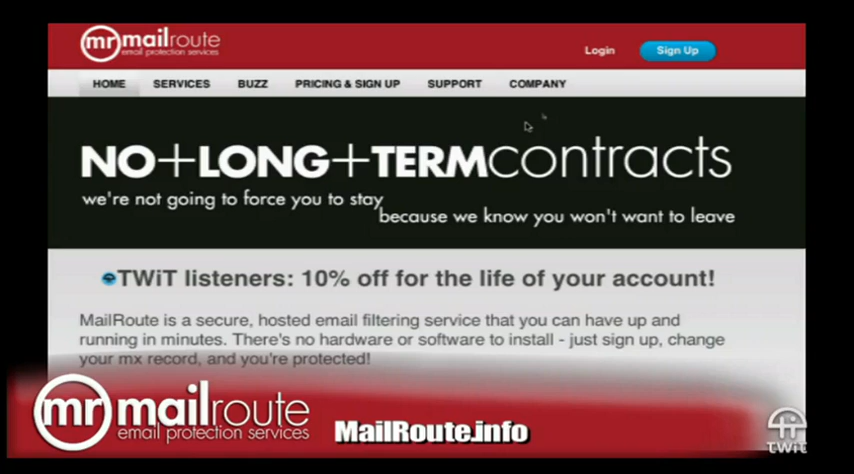 mr mailroute
email protection services
Login
Sign Up
HOME
SERVICES
BUZZ
PRICING & SIGN UP
SUPPORT
COMPANY
NO+LONG+TERMcontracts
we're not going to force you to stay
because we know you won't want to leave
TWiT listeners: 10% off for the life of your account!
MailRoute is a secure, hosted email filtering service that you can have up and
running in minutes. There's no hardware or software to install - just sign up, change
your mx record, and you're protected!
mr mailroute
email protection services
MailRoute.info
TWiT